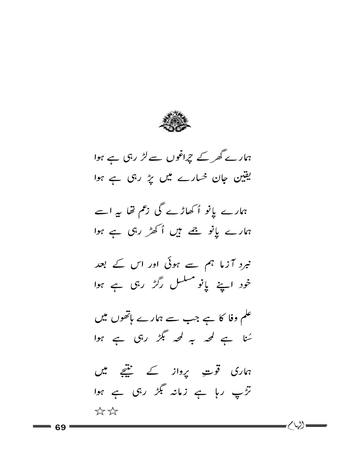 ہمارے گھر کے چراغوں سے لڑ رہی ہے ہوا
یقین جان خسارے میں پڑ رہی ہے ہوا
ہمارے پانو اُکھاڑے گی زعم تھا یہ اسے
ہمارے پانو جمے ہیں اُکھڑ رہی ہے ہوا
نبرد آزما ہم سے ہوئی اور اس کے بعد
خود اپنے پانو مسلسل رگڑ رہی ہے ہوا
علم وفا کا ہے جب سے ہمارے ہاتھوں میں
سُنا ہے لمحہ بہ لمحہ بگڑ رہی ہے ہوا
ہماری قوتِ پرواز کے نتیجے میں
تڑپ رہا ہے زمانہ بگڑ رہی ہے ہوا
☆☆
69